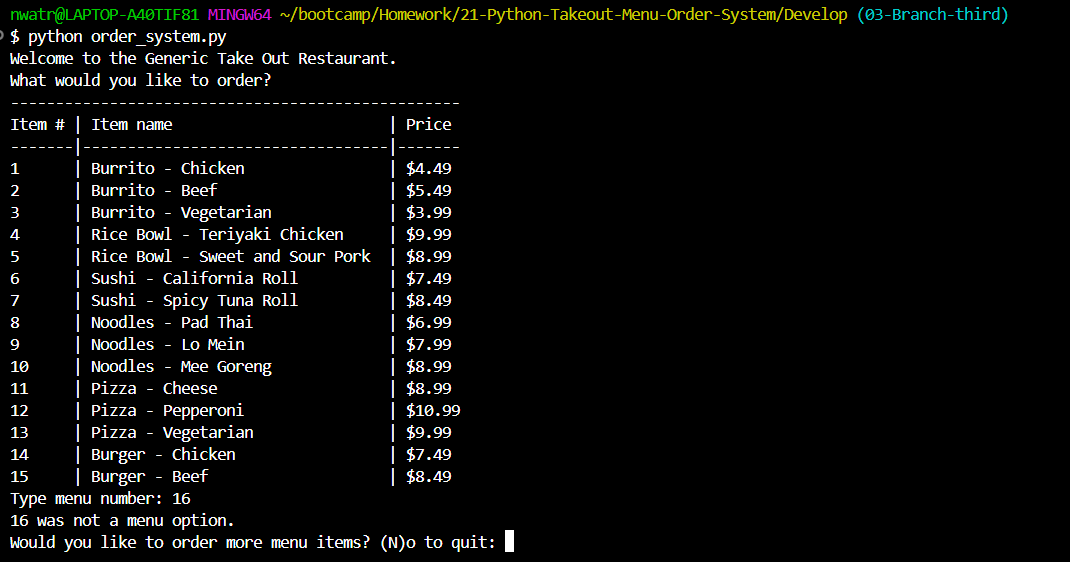 nwatr@LAPTOP-A40TIF81 MINGW64 ~/bootcamp/Homework/21-Python-Takeout-Menu-Order-System/Develop (03-Branch-third)
$ python order_system.py
Welcome to the Generic Take Out Restaurant.
What would you like to order?
--------------------------------------------------
Item # | Item name                        | Price
-------|----------------------------------|-------
1      | Burrito - Chicken                | $4.49
2      | Burrito - Beef                   | $5.49
3      | Burrito - Vegetarian             | $3.99
4      | Rice Bowl - Teriyaki Chicken     | $9.99
5      | Rice Bowl - Sweet and Sour Pork  | $8.99
6      | Sushi - California Roll          | $7.49
7      | Sushi - Spicy Tuna Roll          | $8.49
8      | Noodles - Pad Thai               | $6.99
9      | Noodles - Lo Mein                | $7.99
10     | Noodles - Mee Goreng             | $8.99
11     | Pizza - Cheese                   | $8.99
12     | Pizza - Pepperoni                | $10.99
13     | Pizza - Vegetarian               | $9.99
14     | Burger - Chicken                 | $7.49
15     | Burger - Beef                    | $8.49
Type menu number: 16
16 was not a menu option.
Would you like to order more menu items? (N)o to quit: